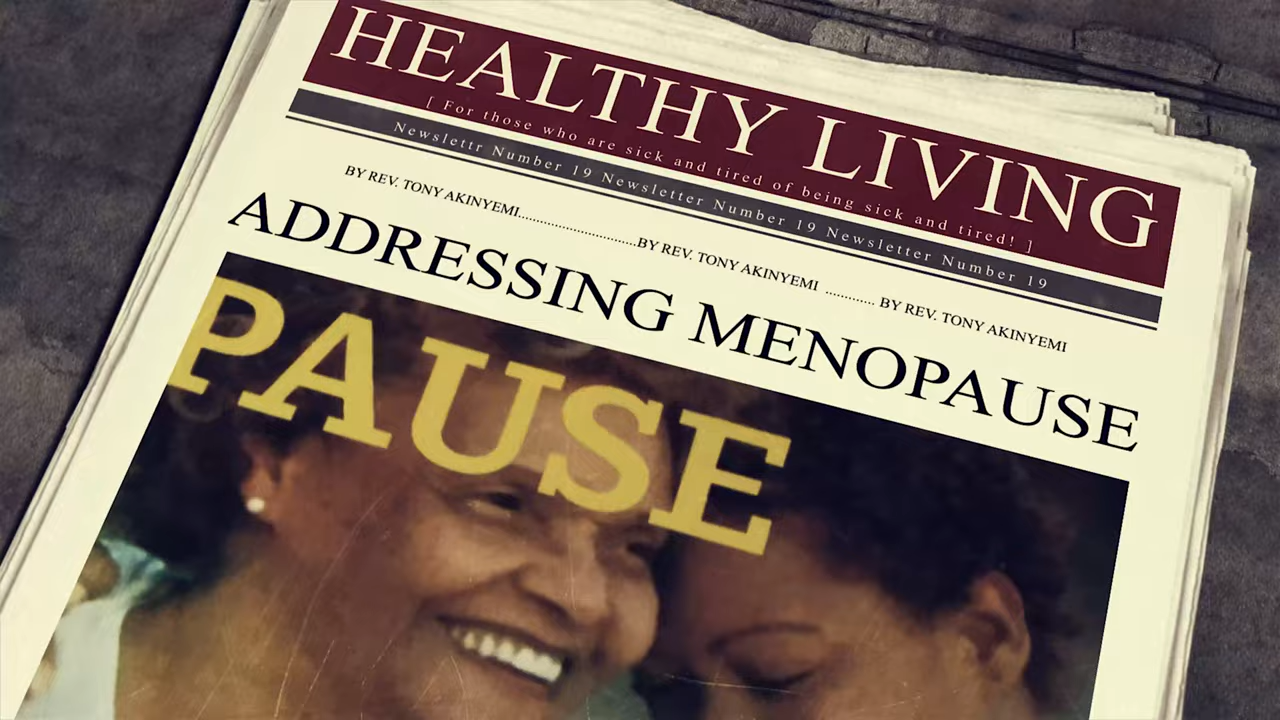 HEALTHY LIVING
[ For those who are sick and tired of being sick and tired! ]
Newslettr Number 19 Newsletter Number 19 Newsletter Number 19
BY REV. TONY AKINYEMI..............................BY REV. TONY AKINYEMI ............. BY REV. TONY AKINYEMI
ADDRESSING MENOPAUSE
PAUSE